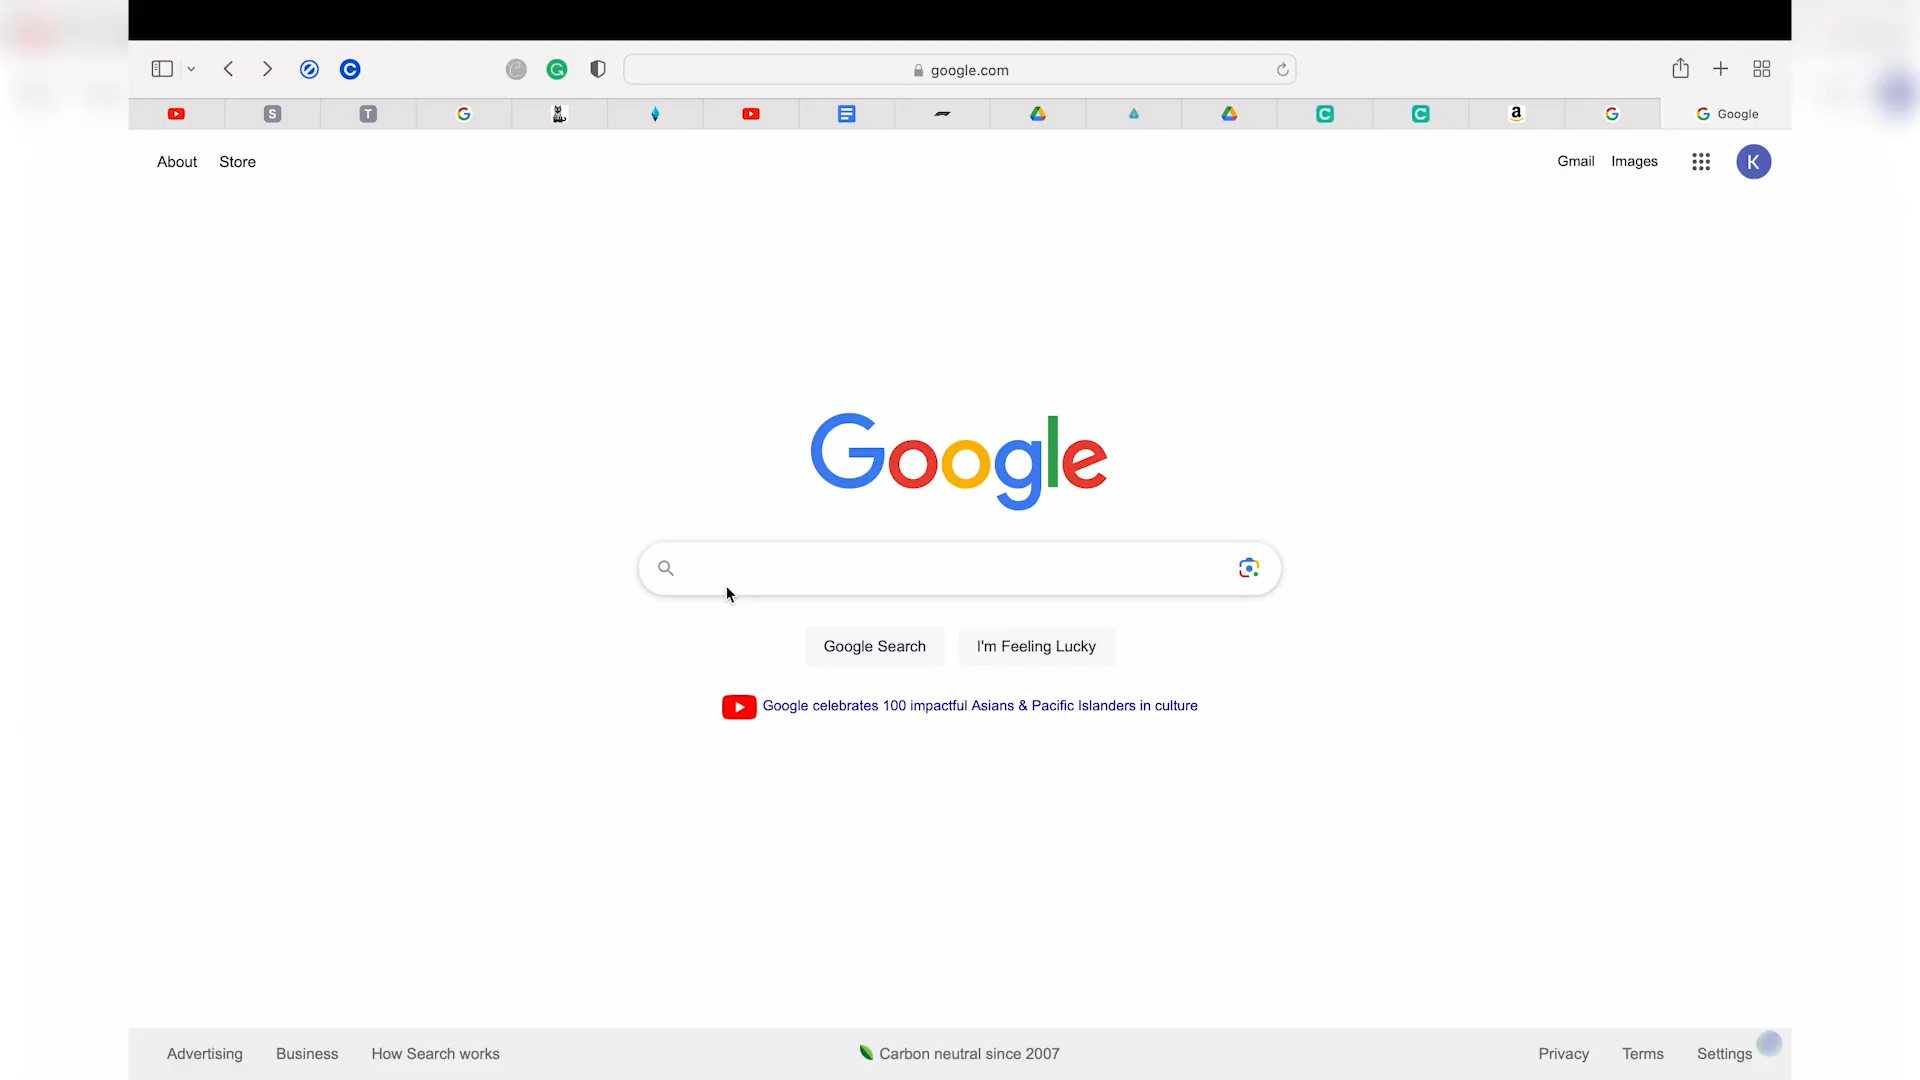 google.com
S
T
a
Google
About
Store
Gmail
Images
K
Google
Google Search
I'm Feeling Lucky
Google celebrates 100 impactful Asians & Pacific Islanders in culture
Advertising
Business
How Search works
Carbon neutral since 2007
Privacy
Terms
Settings